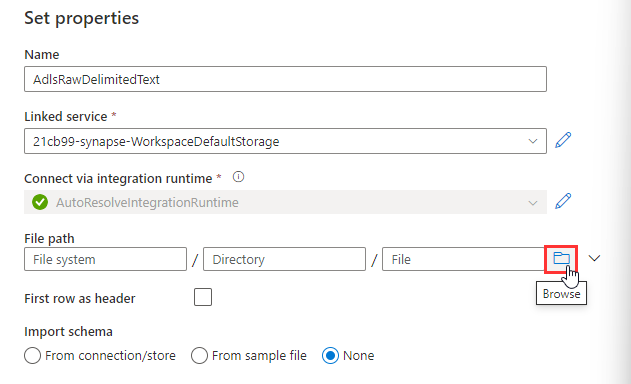 Set properties
Name
AdlsRawDelimitedText
Linked service *
21cb99-synapse-WorkspaceDefaultStorage
Connect via integration runtime *
AutoResolveIntegrationRuntime
File path
File system / Directory / File
Browse
First row as header
Import schema
From connection/store From sample file None